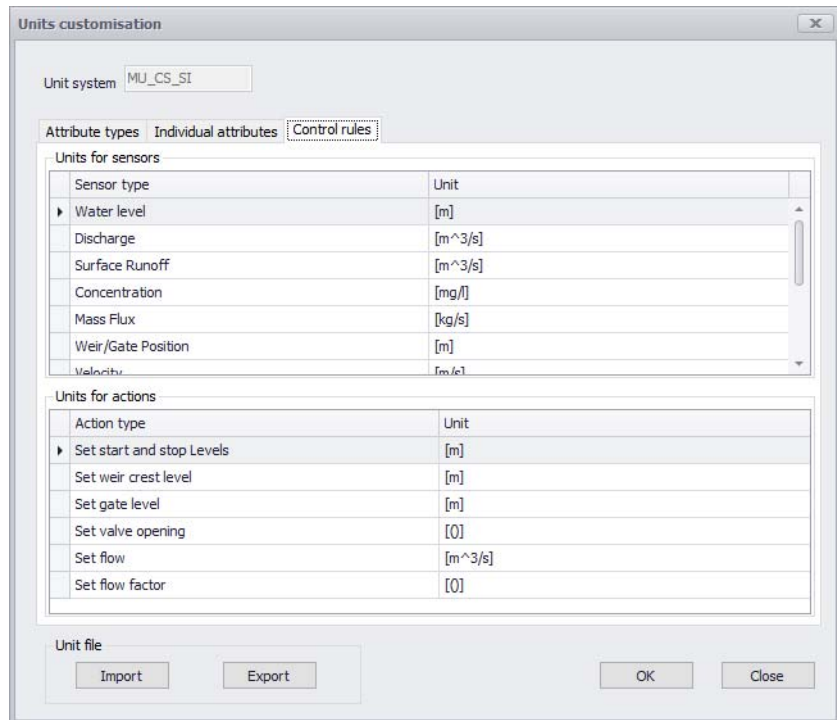 Units customisation
Unit system MU_CS_SI
Attribute types Individual attributes Control rules
Units for sensors
Sensor type Unit
Water level [m]
Discharge [m^3/s]
Surface Runoff [m^3/s]
Concentration [mg/l]
Mass Flux [kg/s]
Weir/Gate Position [m]
Velocity [m/s]
Units for actions
Action type Unit
Set start and stop Levels [m]
Set weir crest level [m]
Set gate level [m]
Set valve opening [()]
Set flow [m^3/s]
Set flow factor [()]
Unit file
Import Export OK Close